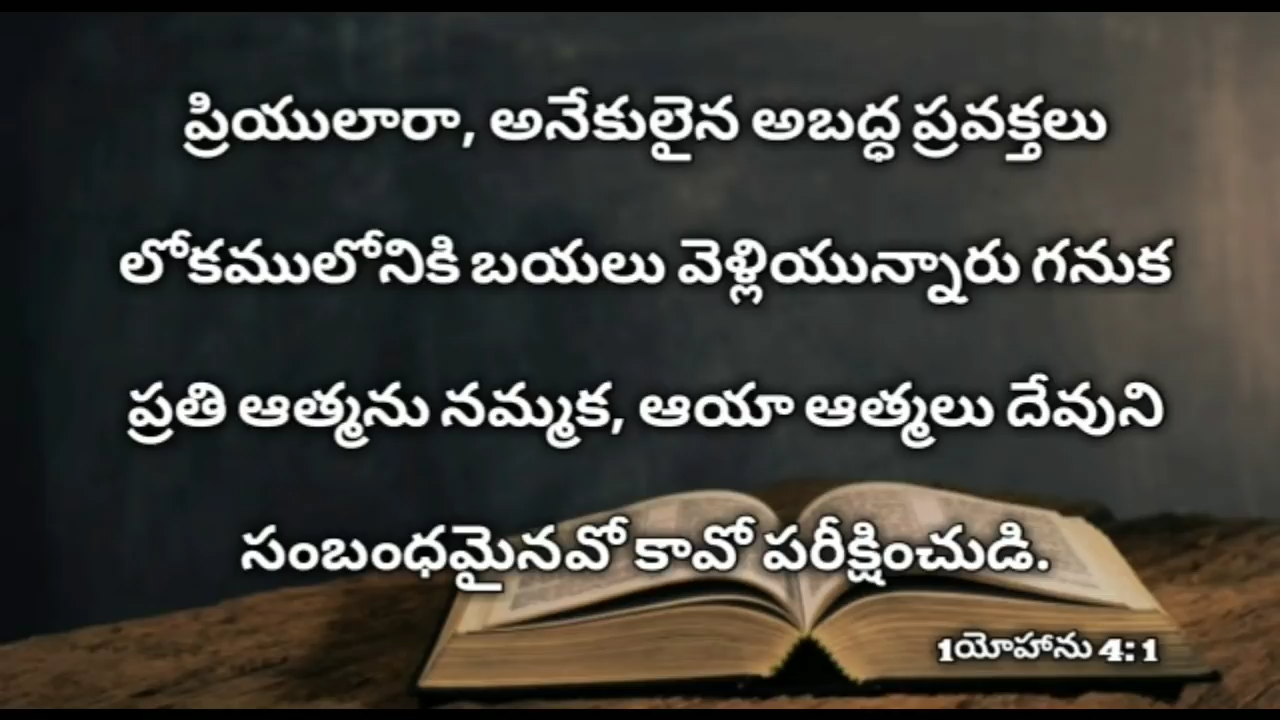 ప్రియులారా, అనేకులైన అబద్ధ ప్రవక్తలు
లోకములోనికి బయలు వెళ్లియున్నారు గనుక
ప్రతి ఆత్మను నమ్మక, ఆయా ఆత్మలు దేవుని
సంబంధమైనవో కావో పరీక్షించుడి.
1యోహాను 4:1